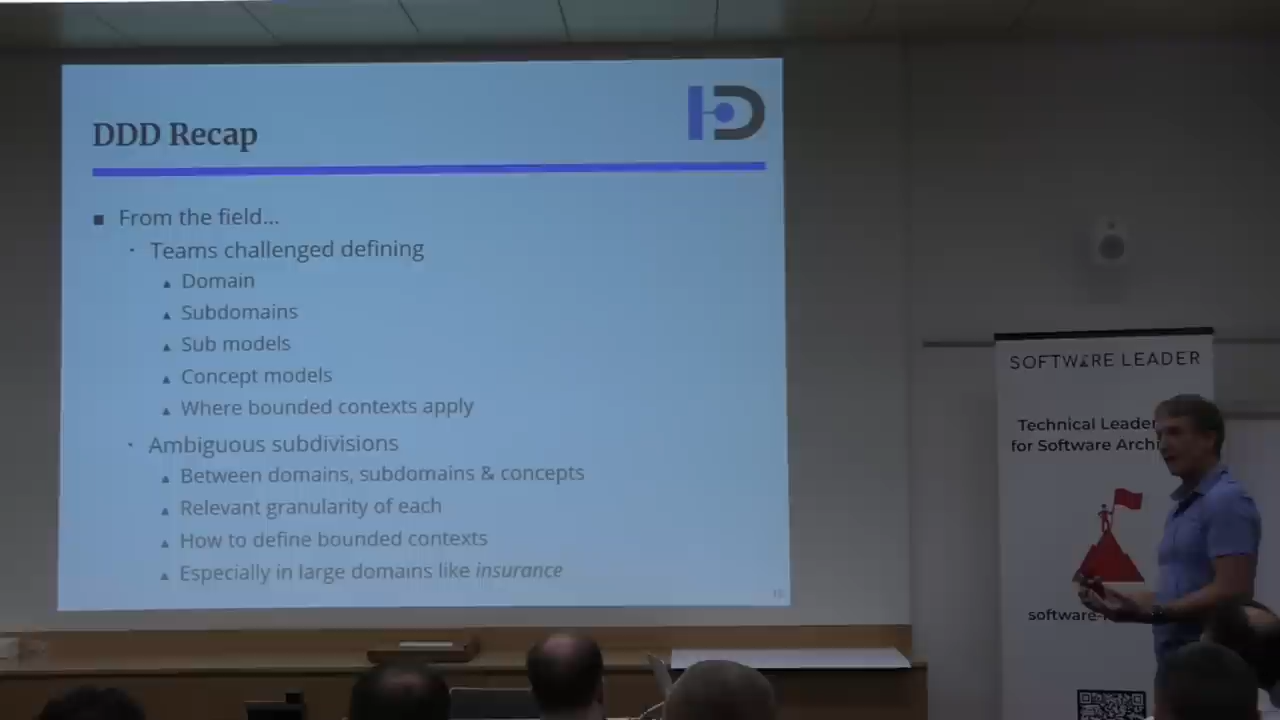 DDD Recap
From the field...
Teams challenged defining
Domain
Subdomains
Sub models
Concept models
Where bounded contexts apply
Ambiguous subdivisions
Between domains, subdomains & concepts
Relevant granularity of each
How to define bounded contexts
Especially in large domains like insurance
SOFTWARE LEADER
Technical Leader
for Software Archi
software-